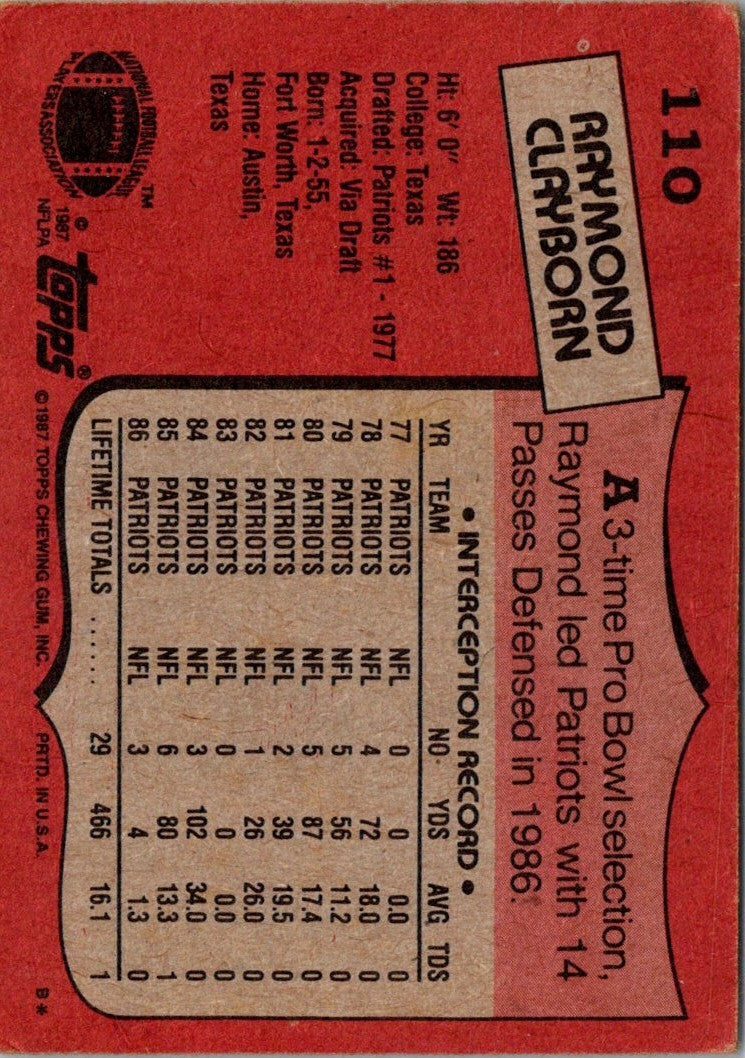 110
RAYMOND
CLAYBORN
Ht: 6' 0" Wt: 186
College: Texas
Drafted: Patriots #1 - 1977
Acquired: Via Draft
Born: 1-2-55,
Fort Worth, Texas
Home: Austin,
Texas
NATIONAL FOOTBALL LEAGUE
PLAYERS ASSOCIATION
TM
© 1987
NFLPA
topps®
A 3-time Pro Bowl selection,
Raymond led Patriots with 14
Passes Defensed in 1986.
• INTERCEPTION RECORD •
YR TEAM NO. YDS AVG TDS
77 PATRIOTS NFL 0 0 0.0 0
78 PATRIOTS NFL 4 72 18.0 0
79 PATRIOTS NFL 5 56 11.2 0
80 PATRIOTS NFL 5 87 17.4 0
81 PATRIOTS NFL 2 39 19.5 0
82 PATRIOTS NFL 1 26 26.0 0
83 PATRIOTS NFL 0 0 0.0 0
84 PATRIOTS NFL 3 102 34.0 0
85 PATRIOTS NFL 6 80 13.3 1
86 PATRIOTS NFL 3 4 1.3 0
LIFETIME TOTALS ...... 29 466 16.1 1
© 1987 TOPPS CHEWING GUM, INC. PRTD. IN U.S.A. B*